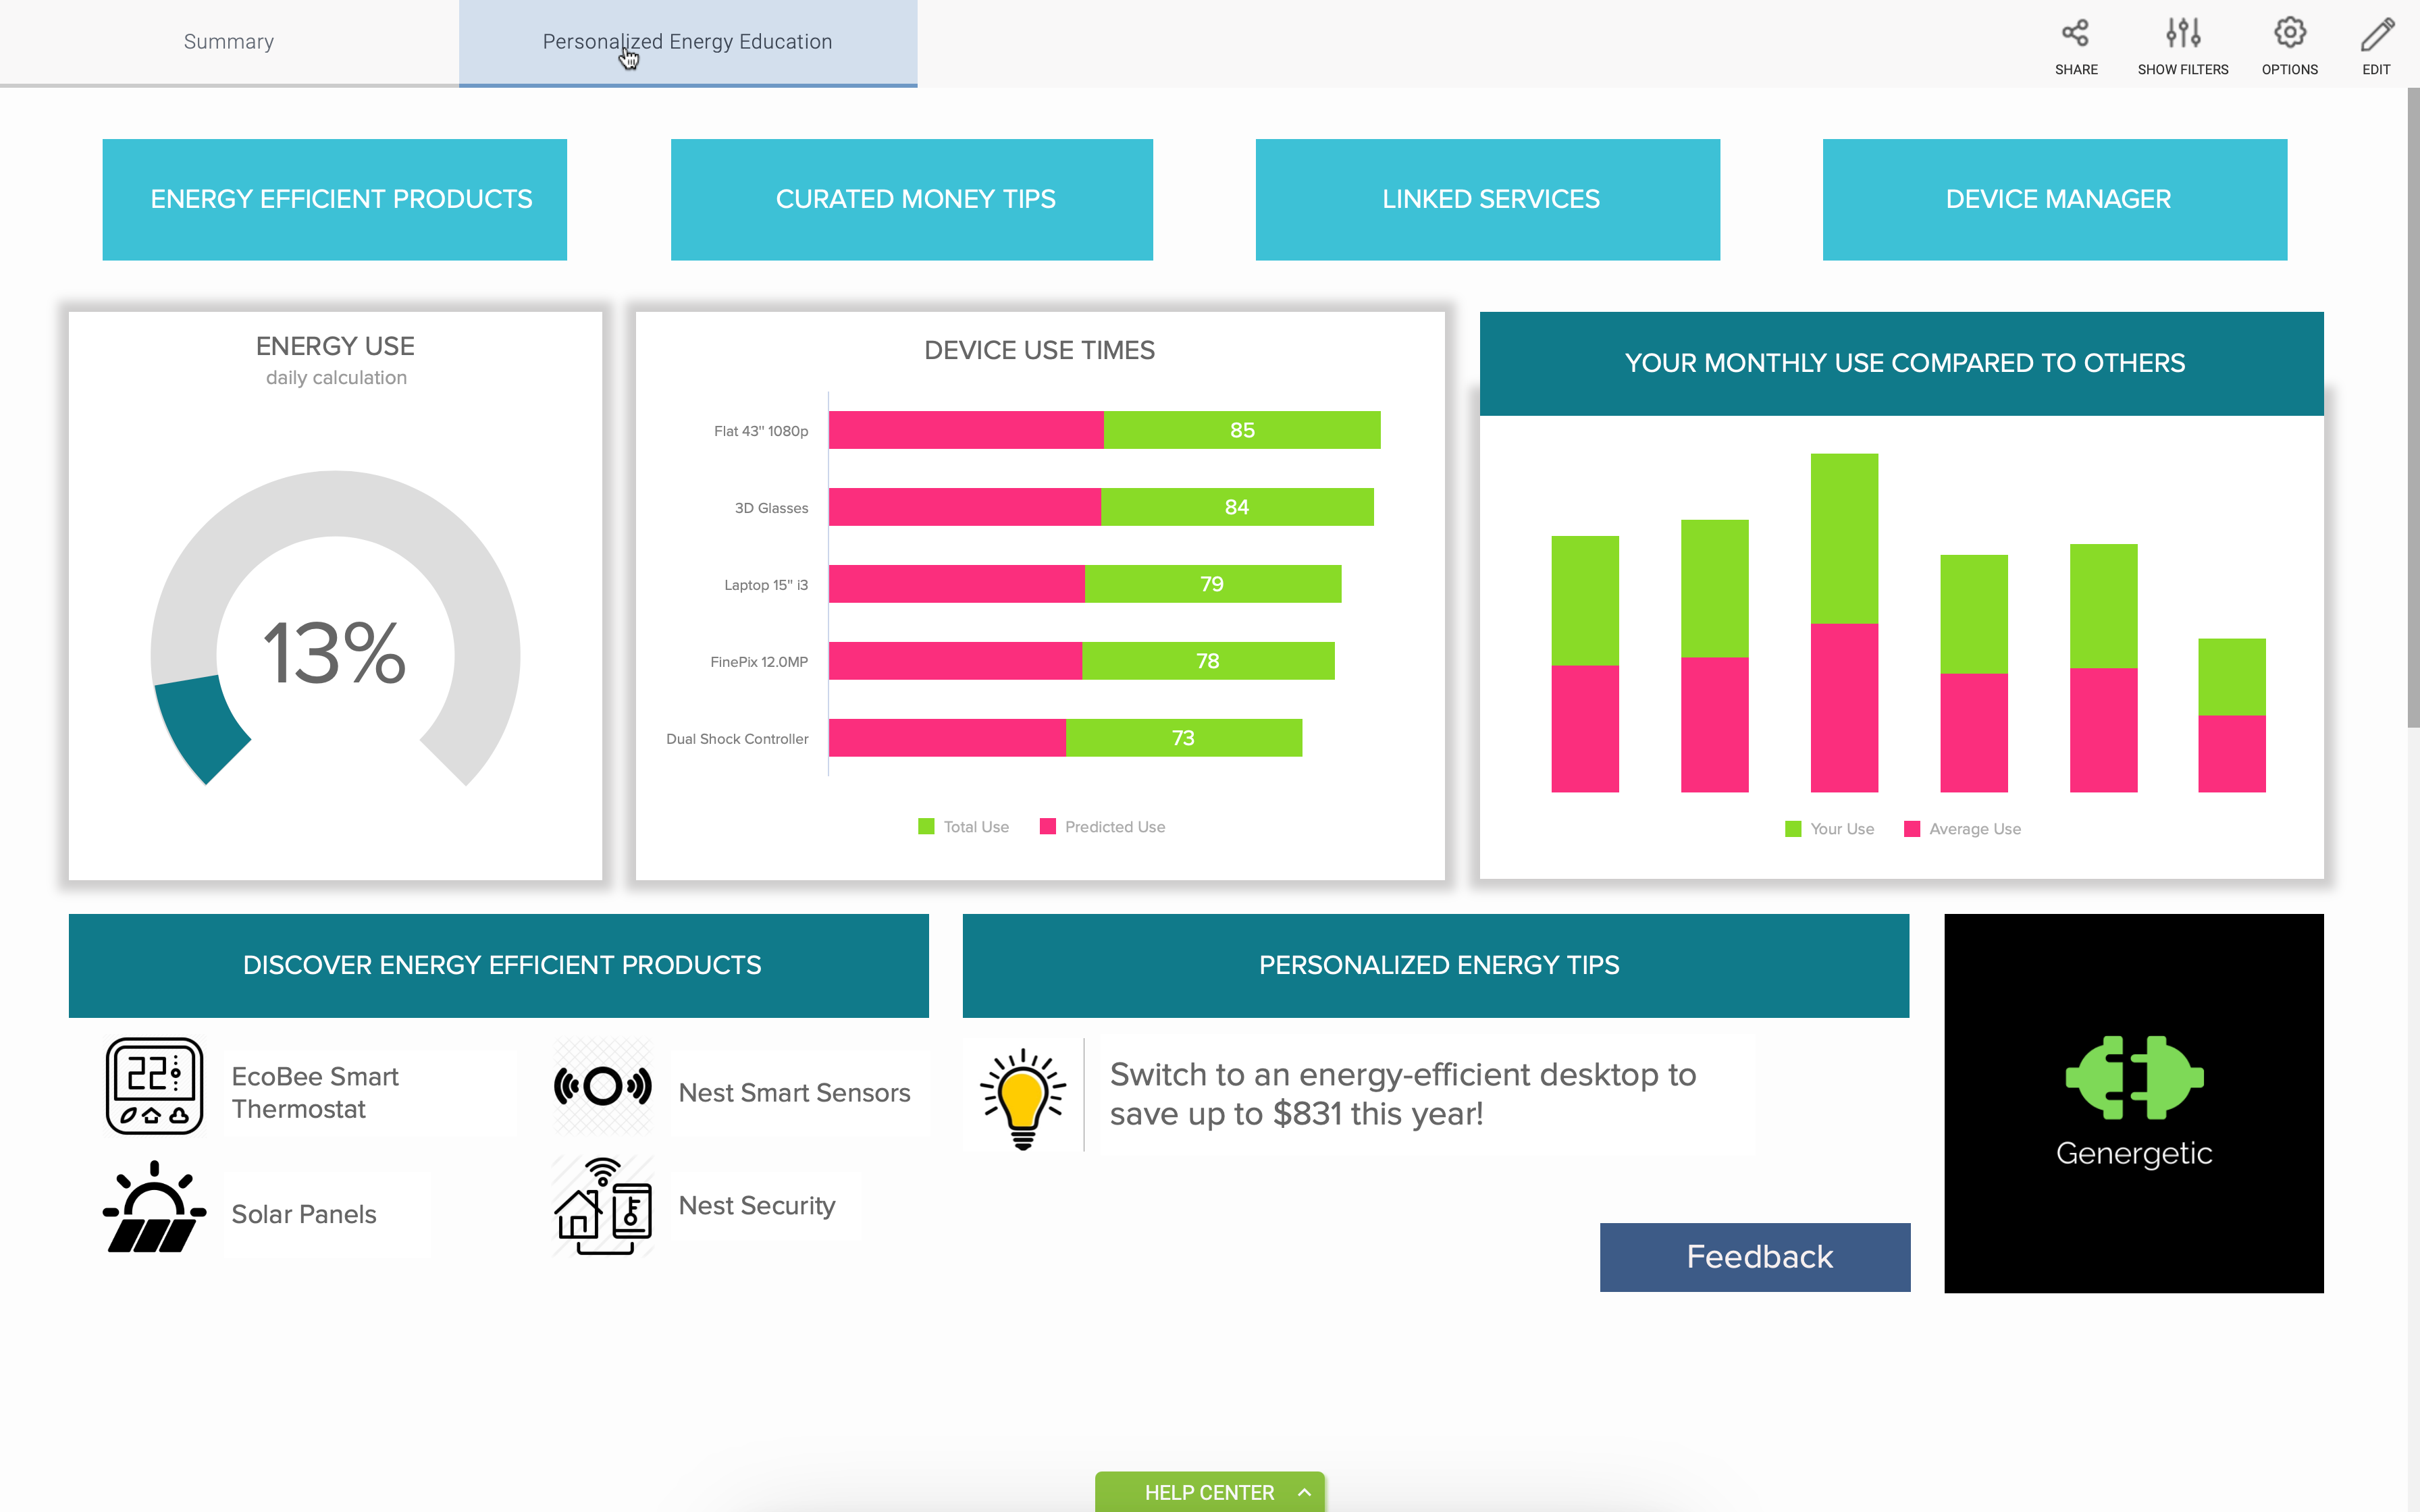 Summary
Personalized Energy Education
SHARE
SHOW FILTERS
OPTIONS
EDIT
ENERGY EFFICIENT PRODUCTS
CURATED MONEY TIPS
LINKED SERVICES
DEVICE MANAGER
ENERGY USE
daily calculation
13%
DEVICE USE TIMES
Flat 43" 1080p
85
3D Glasses
84
Laptop 15" i3
79
FinePix 12.0MP
78
Dual Shock Controller
73
Total Use
Predicted Use
YOUR MONTHLY USE COMPARED TO OTHERS
Your Use
Average Use
DISCOVER ENERGY EFFICIENT PRODUCTS
22
EcoBee Smart
Thermostat
Nest Smart Sensors
Solar Panels
Nest Security
PERSONALIZED ENERGY TIPS
Switch to an energy-efficient desktop to
save up to $831 this year!
Feedback
Genergetic
HELP CENTER